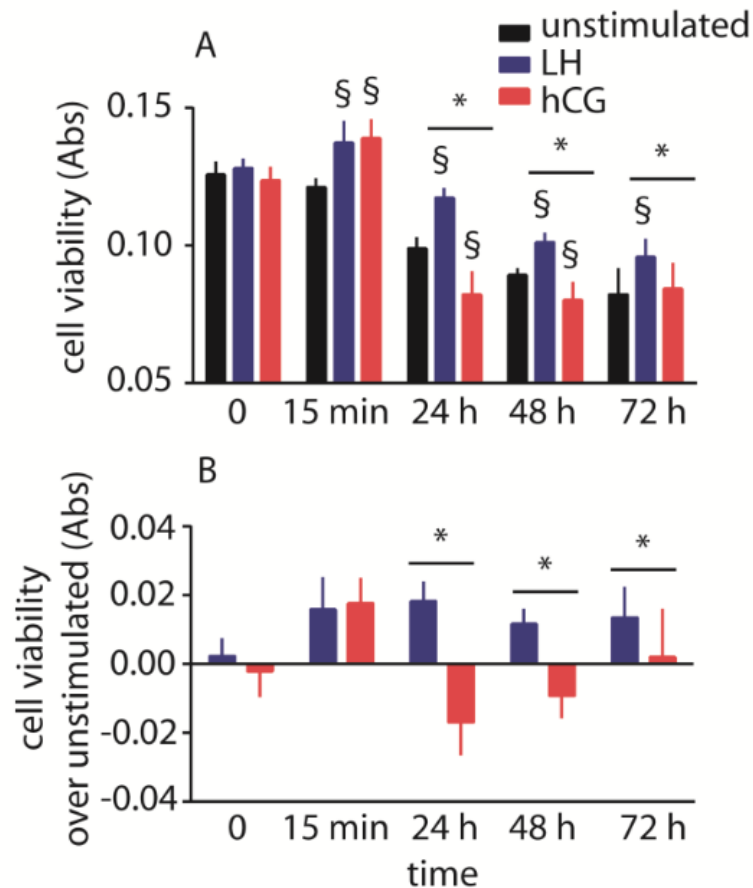 A
unstimulated
LH
hCG
cell viability (Abs)
0.15
0.10
0.05
§ §
*
§
§
*
§
§
*
§
0 15 min 24 h 48 h 72 h
B
cell viability
over unstimulated (Abs)
0.04
0.02
0.00
-0.02
-0.04
*
*
*
0 15 min 24 h 48 h 72 h
time